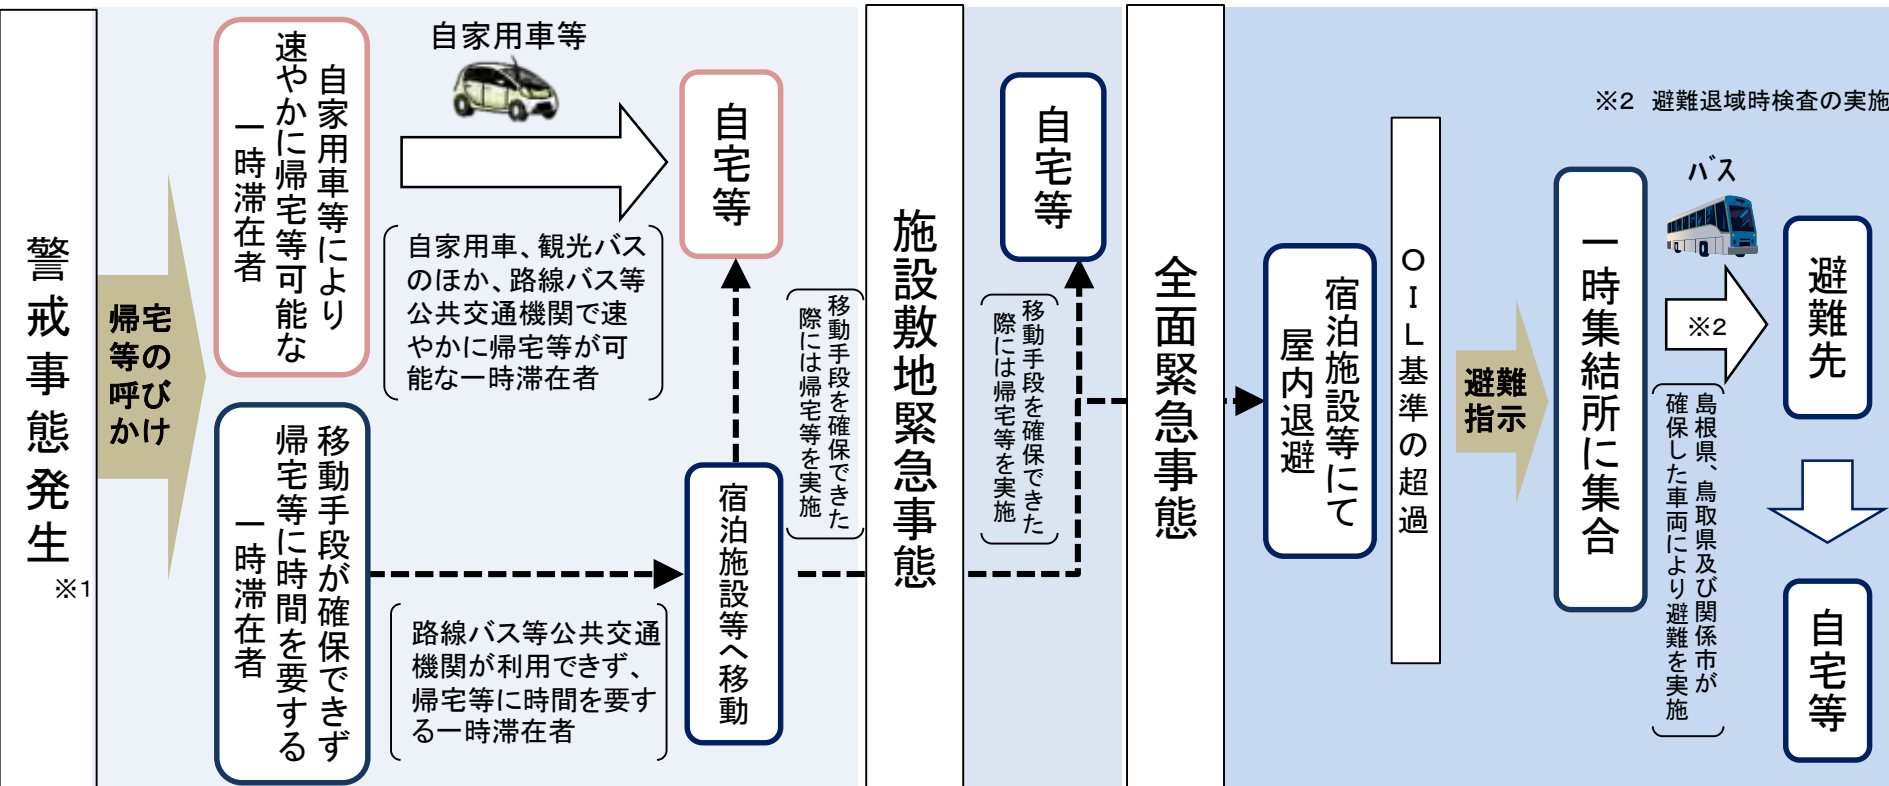 警戒事態発生
※1
帰宅
等の
呼び
かけ
自家用車等により
速やかに帰宅等可能な
一時滞在者
移動手段が確保できず
帰宅等に時間を要する
一時滞在者
自家用車等
自家用車、観光バス
のほか、路線バス等
公共交通機関で速
やかに帰宅等が可
能な一時滞在者
路線バス等公共交通
機関が利用できず、
帰宅等に時間を要す
る一時滞在者
自宅等
宿泊施設等へ移動
移動手段を確保できた
際には帰宅等を実施
施設敷地緊急事態
自宅等
移動手段を確保できた
際には帰宅等を実施
全面緊急事態
宿泊施設等にて
屋内退避
OIL基準の超過
避難
指示
一時集結所に集合
※2 避難退域時検査の実施
バス
※2
島根県、鳥取県及び関係市が
確保した車両により避難を実施
避難先
自宅等